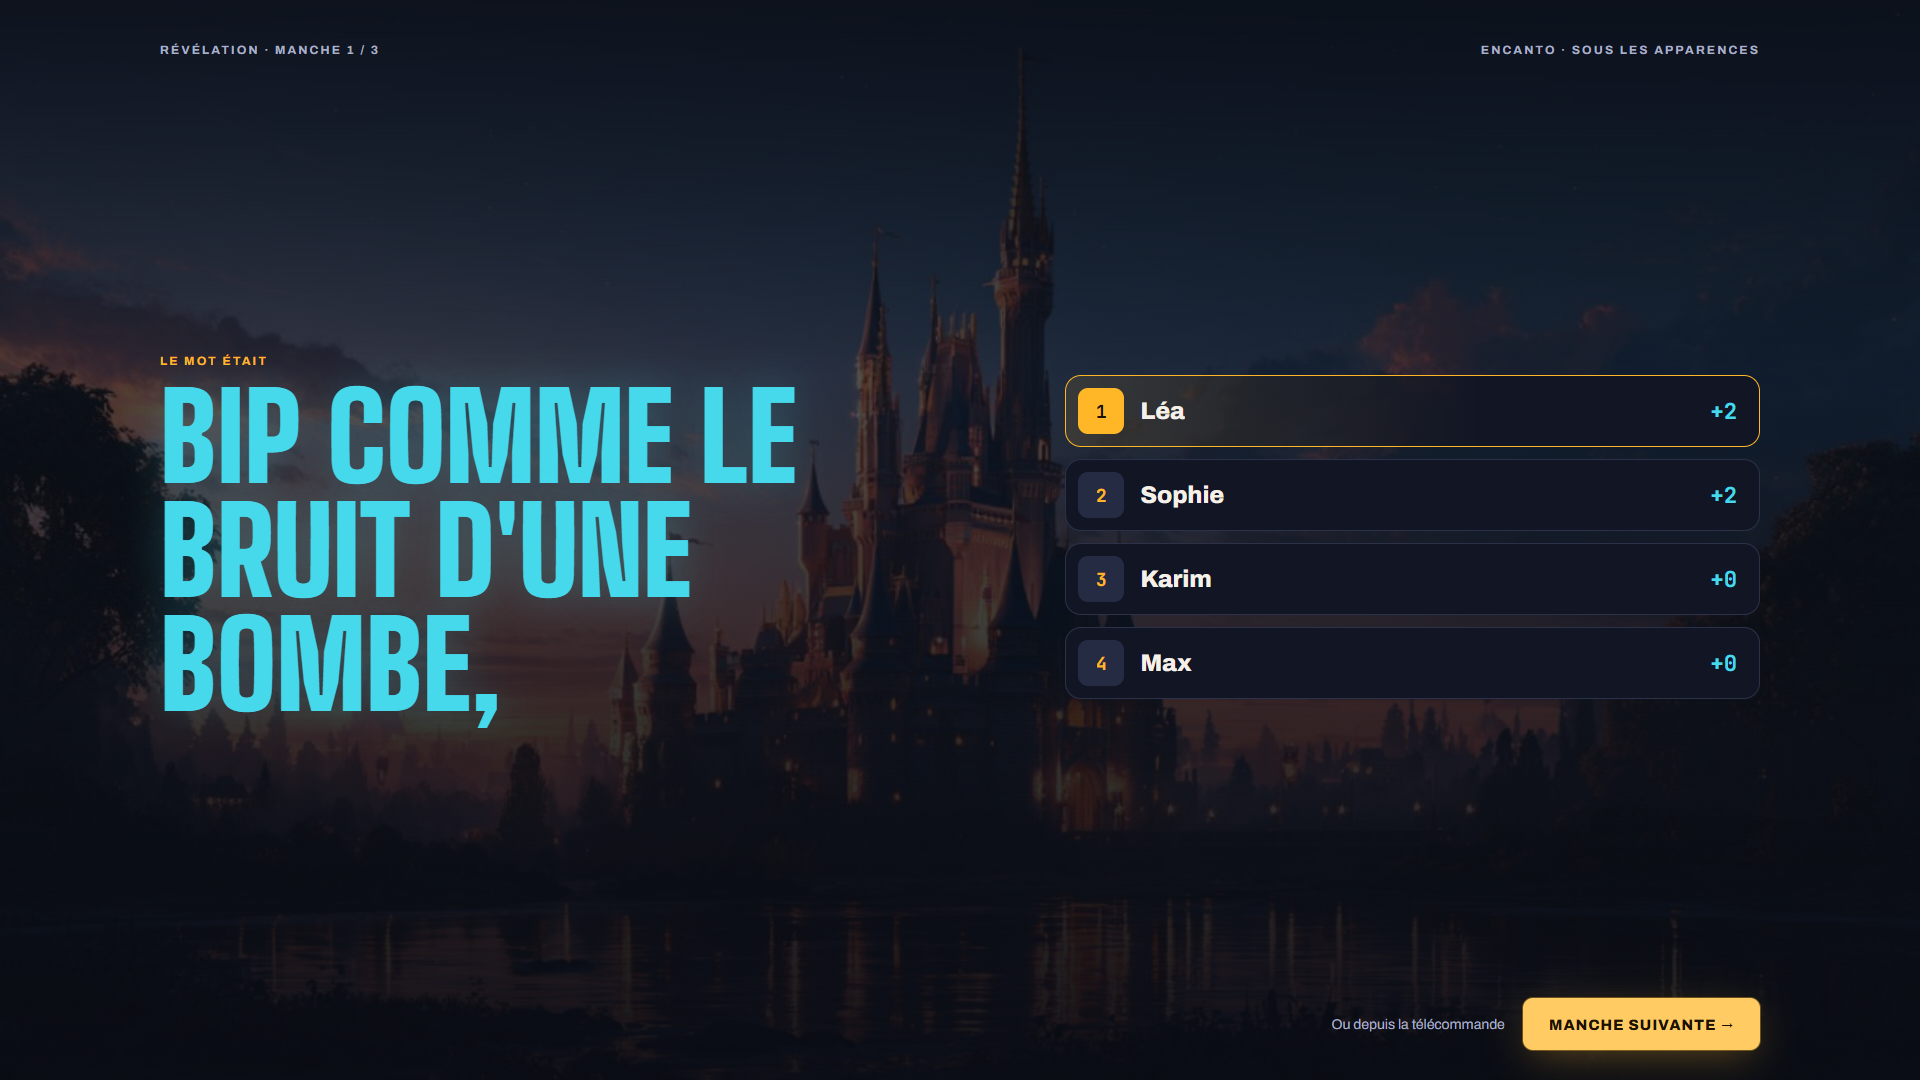 RÉVÉLATION · MANCHE 1 / 3
ENCANTO · SOUS LES APPARENCES
LE MOT ÉTAIT
BIP COMME LE
BRUIT D'UNE
BOMBE,
1 Léa +2
2 Sophie +2
3 Karim +0
4 Max +0
Ou depuis la télécommande
MANCHE SUIVANTE →